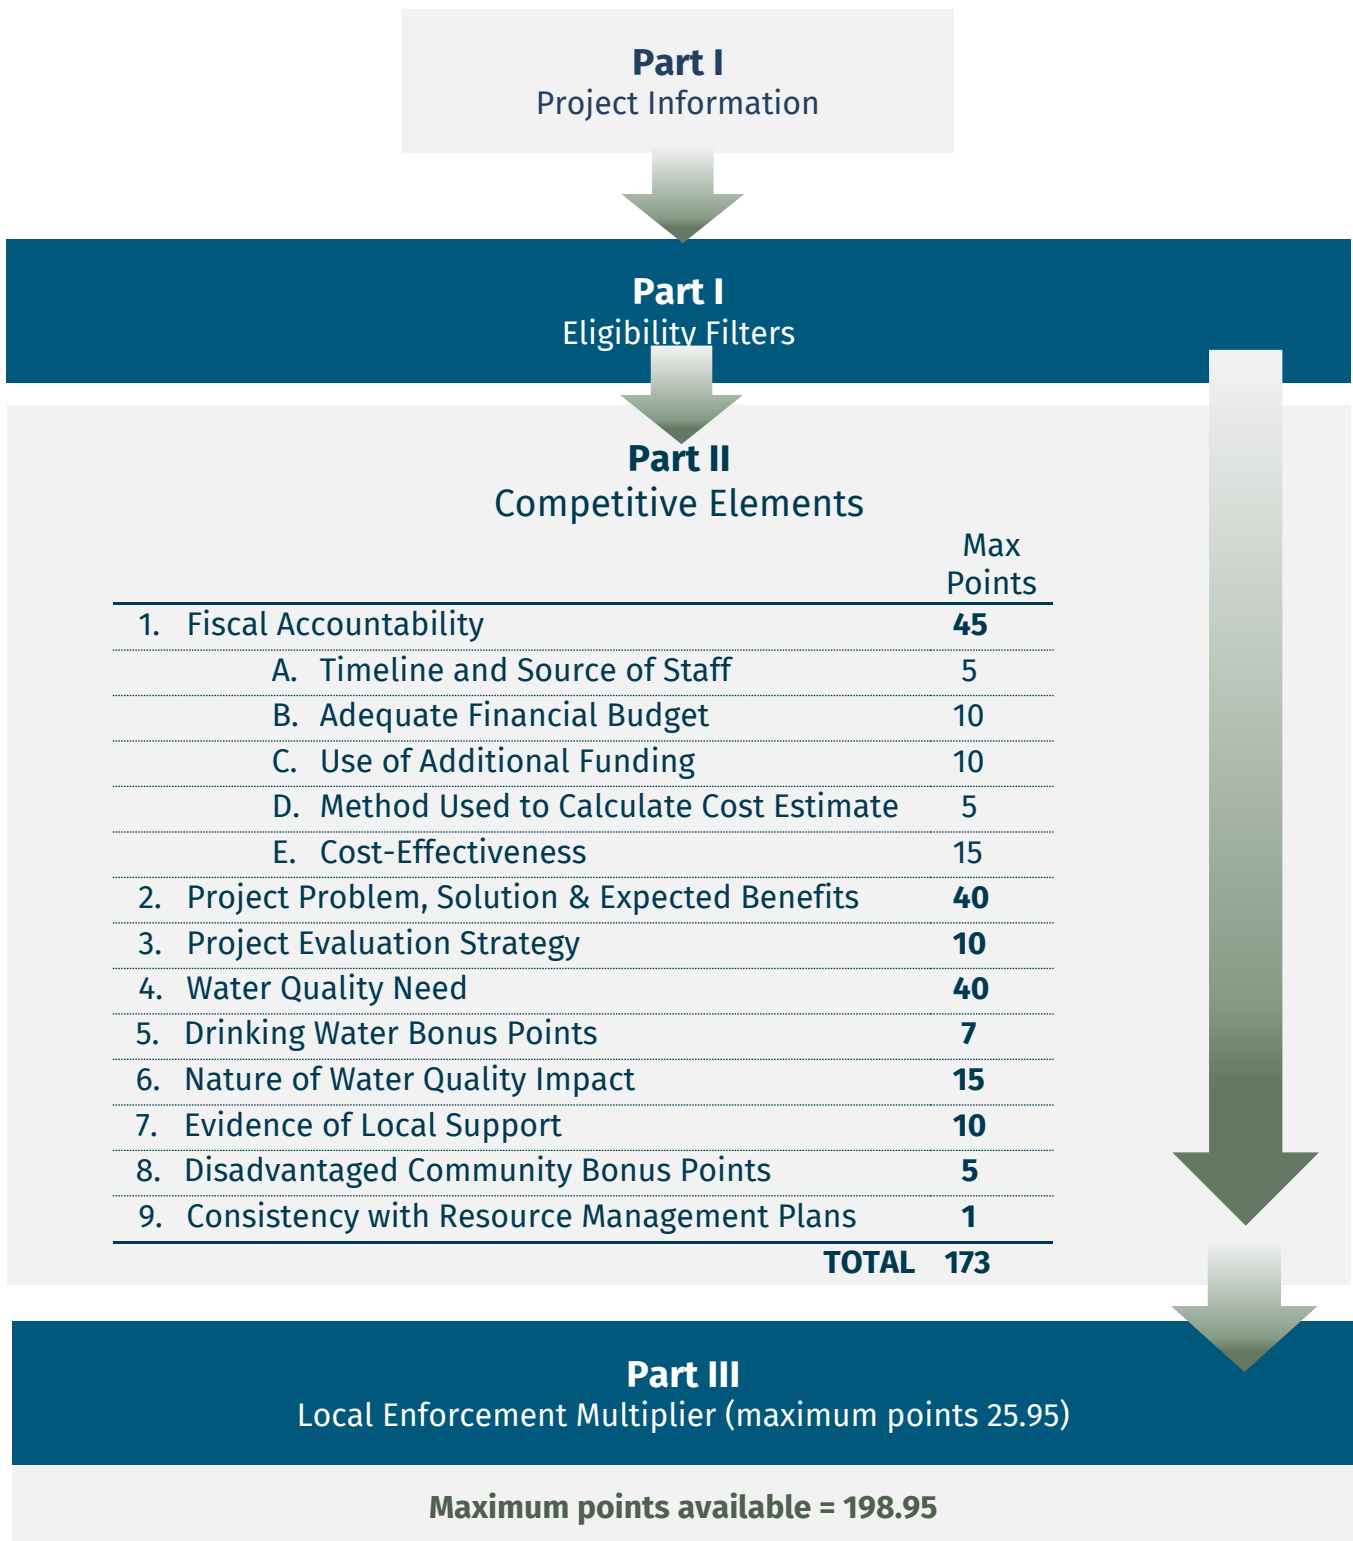 Part I
Project Information
Part I
Eligibility Filters
Part II
Competitive Elements
Max
Points
1. Fiscal Accountability 45
A. Timeline and Source of Staff 5
B. Adequate Financial Budget 10
C. Use of Additional Funding 10
D. Method Used to Calculate Cost Estimate 5
E. Cost-Effectiveness 15
2. Project Problem, Solution & Expected Benefits 40
3. Project Evaluation Strategy 10
4. Water Quality Need 40
5. Drinking Water Bonus Points 7
6. Nature of Water Quality Impact 15
7. Evidence of Local Support 10
8. Disadvantaged Community Bonus Points 5
9. Consistency with Resource Management Plans 1
TOTAL 173
Part III
Local Enforcement Multiplier (maximum points 25.95)
Maximum points available = 198.95